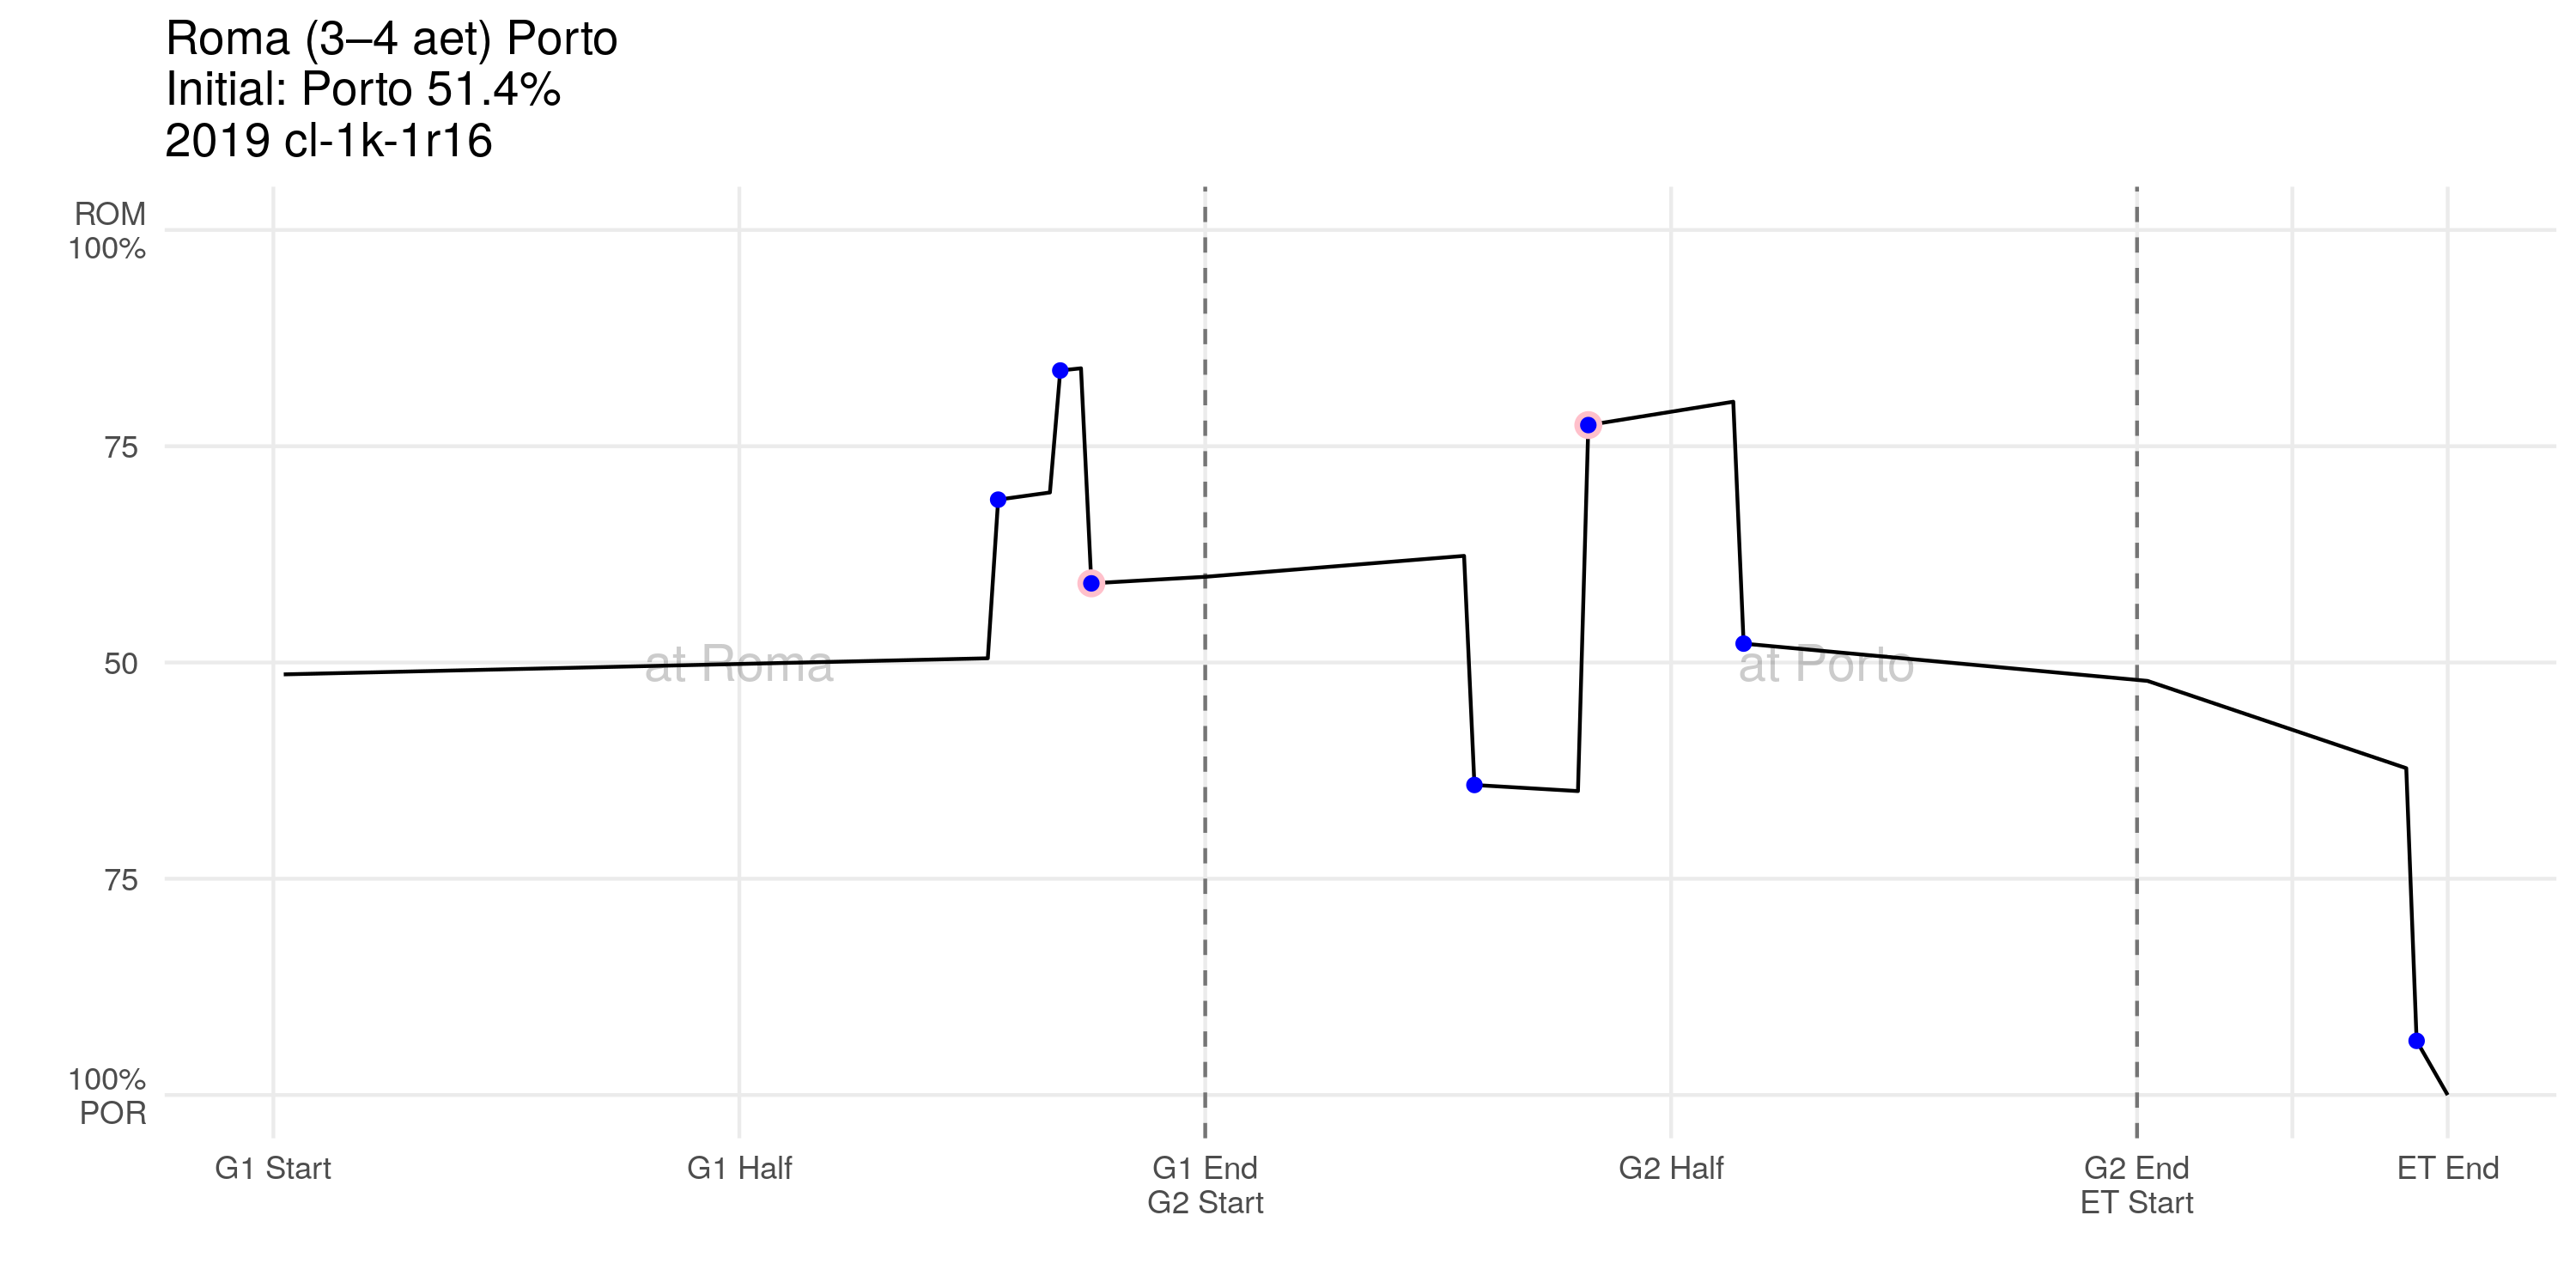 Roma (3–4 aet) Porto
Initial: Porto 51.4%
2019 cl-1k-1r16
ROM
100%
75
50
75
100%
POR
at Roma
at Porto
G1 Start
G1 Half
G1 End
G2 Start
G2 Half
G2 End
ET Start
ET End